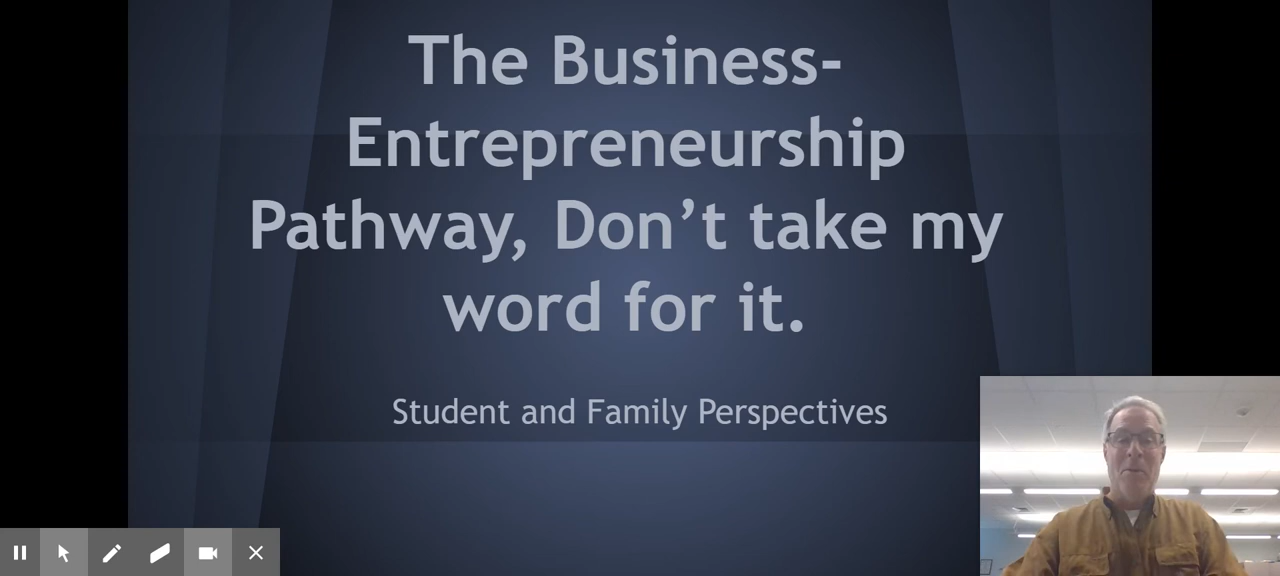 The Business-
Entrepreneurship
Pathway, Don’t take my
word for it.
Student and Family Perspectives